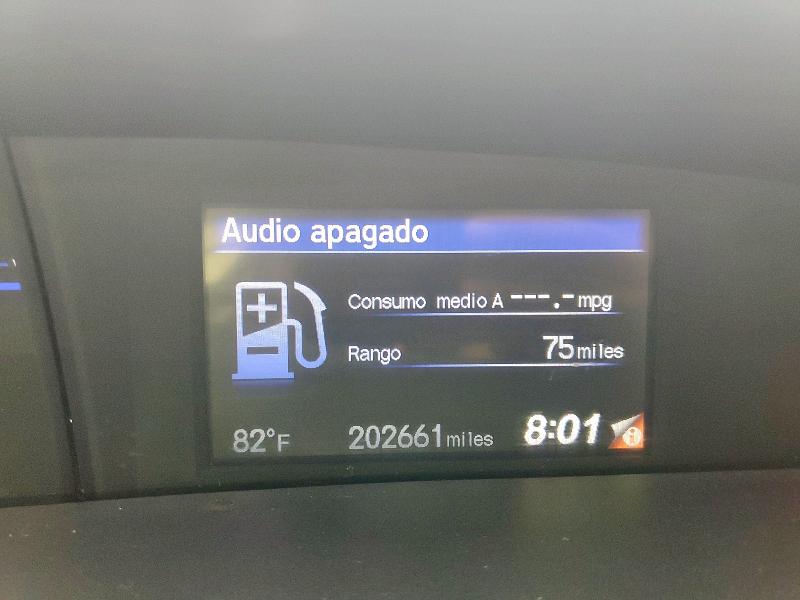 Audio apagado
Consumo medio A ---.- mpg
Rango 75 miles
82°F 202661 miles 8:01 i